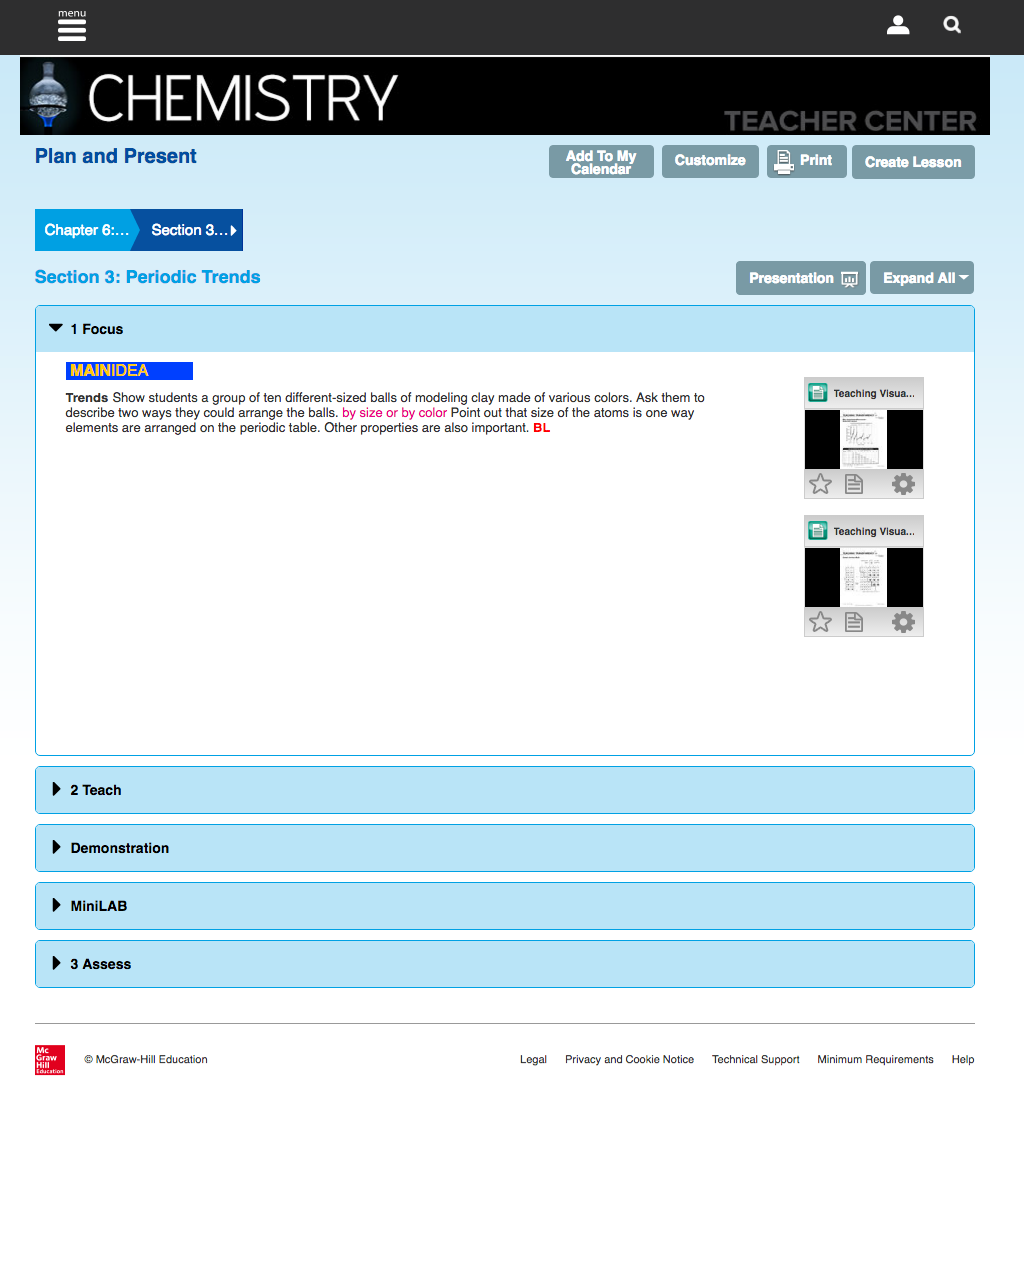 menu
CHEMISTRY
TEACHER CENTER
Plan and Present
Add To My
Calendar
Customize
Print
Create Lesson
Chapter 6:...
Section 3...
Section 3: Periodic Trends
Presentation
Expand All
1 Focus
MAINIDEA
Trends Show students a group of ten different-sized balls of modeling clay made of various colors. Ask them to
describe two ways they could arrange the balls. by size or by color Point out that size of the atoms is one way
elements are arranged on the periodic table. Other properties are also important. BL
Teaching Visua...
Teaching Visua...
2 Teach
Demonstration
MiniLAB
3 Assess
Mc
Graw
Hill
Education
© McGraw-Hill Education
Legal
Privacy and Cookie Notice
Technical Support
Minimum Requirements
Help